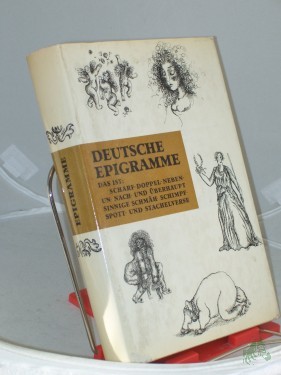 DEUTSCHE
EPIGRAMME
DAS IST:
SCHARF-DOPPEL-NEBEN
UN NACH- UND ÜBERHAUPT
SINNIGE SCHMÄH SCHIMPF
SPOTT UND STACHELVERSE
EPIGRAMME